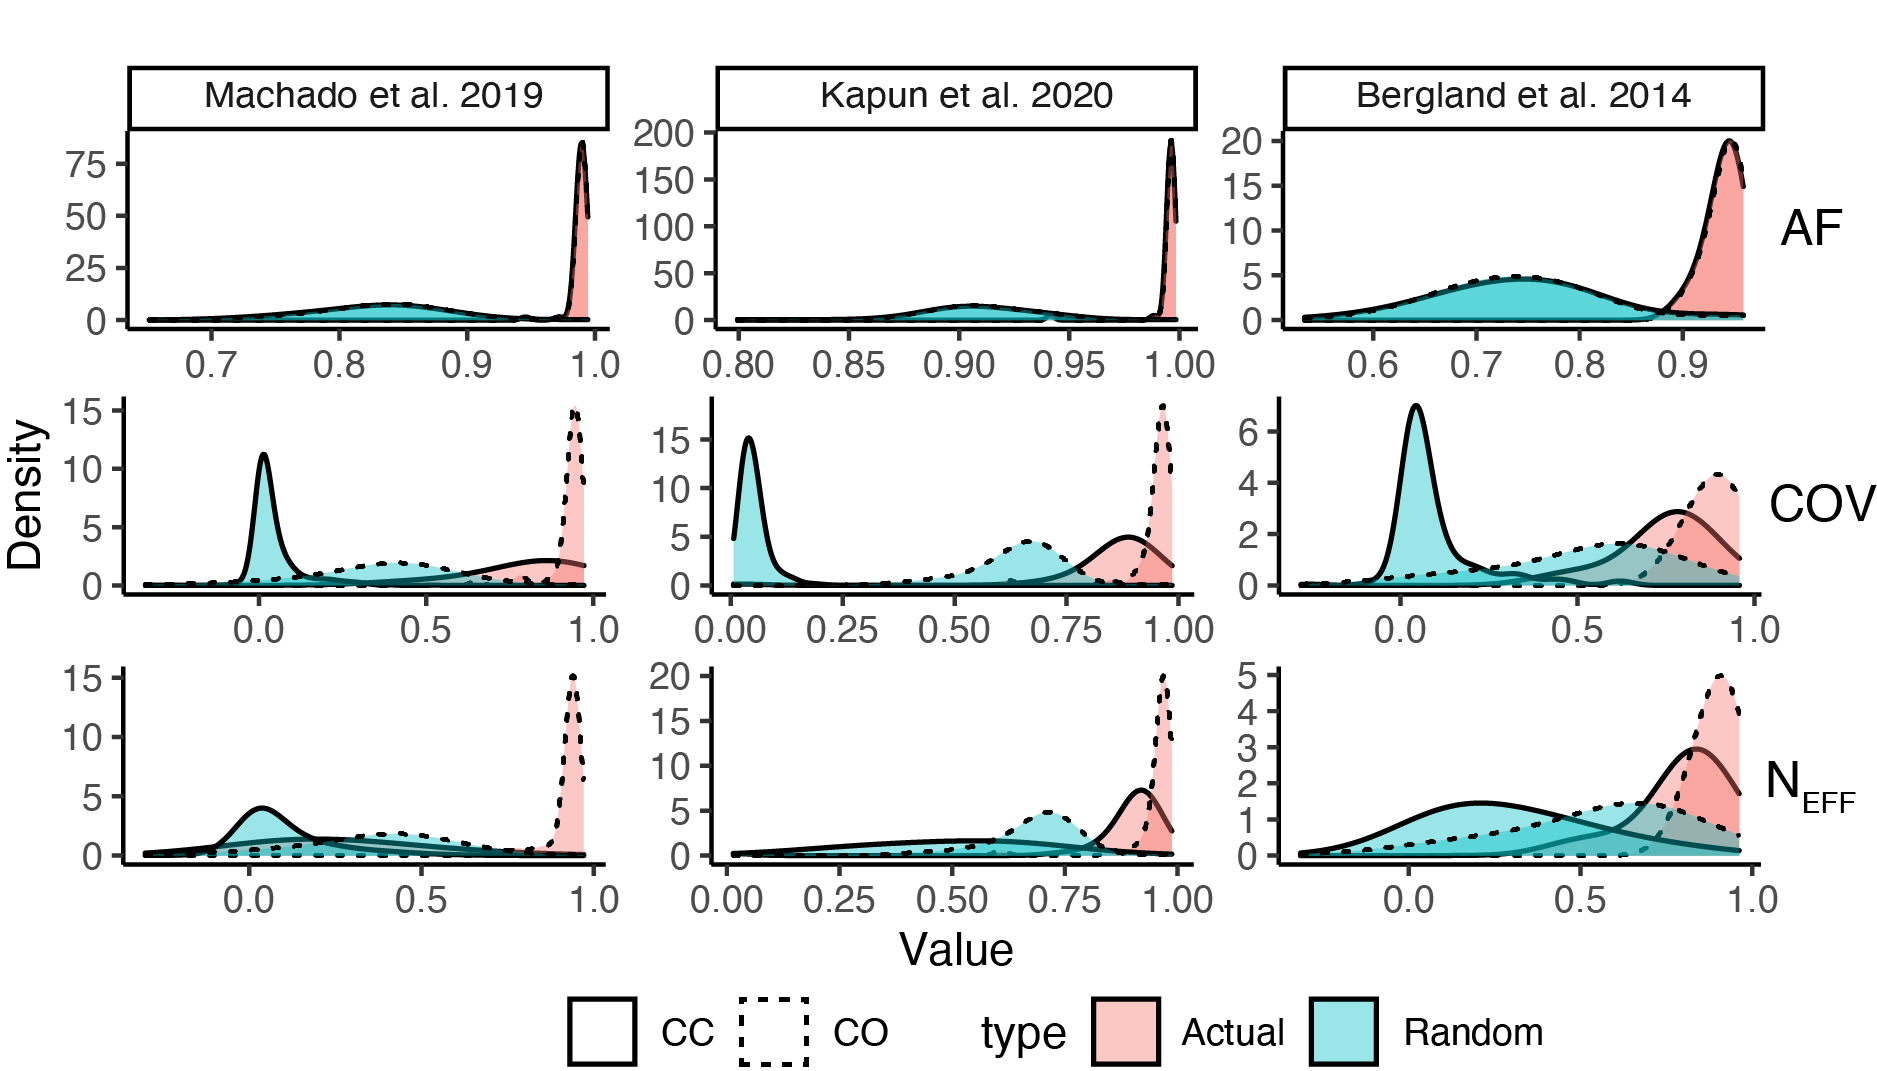 Machado et al. 2019 Kapun et al. 2020 Bergland et al. 2014
75 50 25 0
200 150 100 50 0
20 15 10 5 0
AF
0.7 0.8 0.9 1.0
0.80 0.85 0.90 0.95 1.00
0.6 0.7 0.8 0.9
Density
15 10 5 0
15 10 5 0
6 4 2 0
COV
0.0 0.5 1.0
0.00 0.25 0.50 0.75 1.00
0.0 0.5 1.0
15 10 5 0
20 15 10 5 0
5 4 3 2 1 0
NEFF
0.0 0.5 1.0
0.00 0.25 0.50 0.75 1.00
0.0 0.5 1.0
Value
CC CO type Actual Random